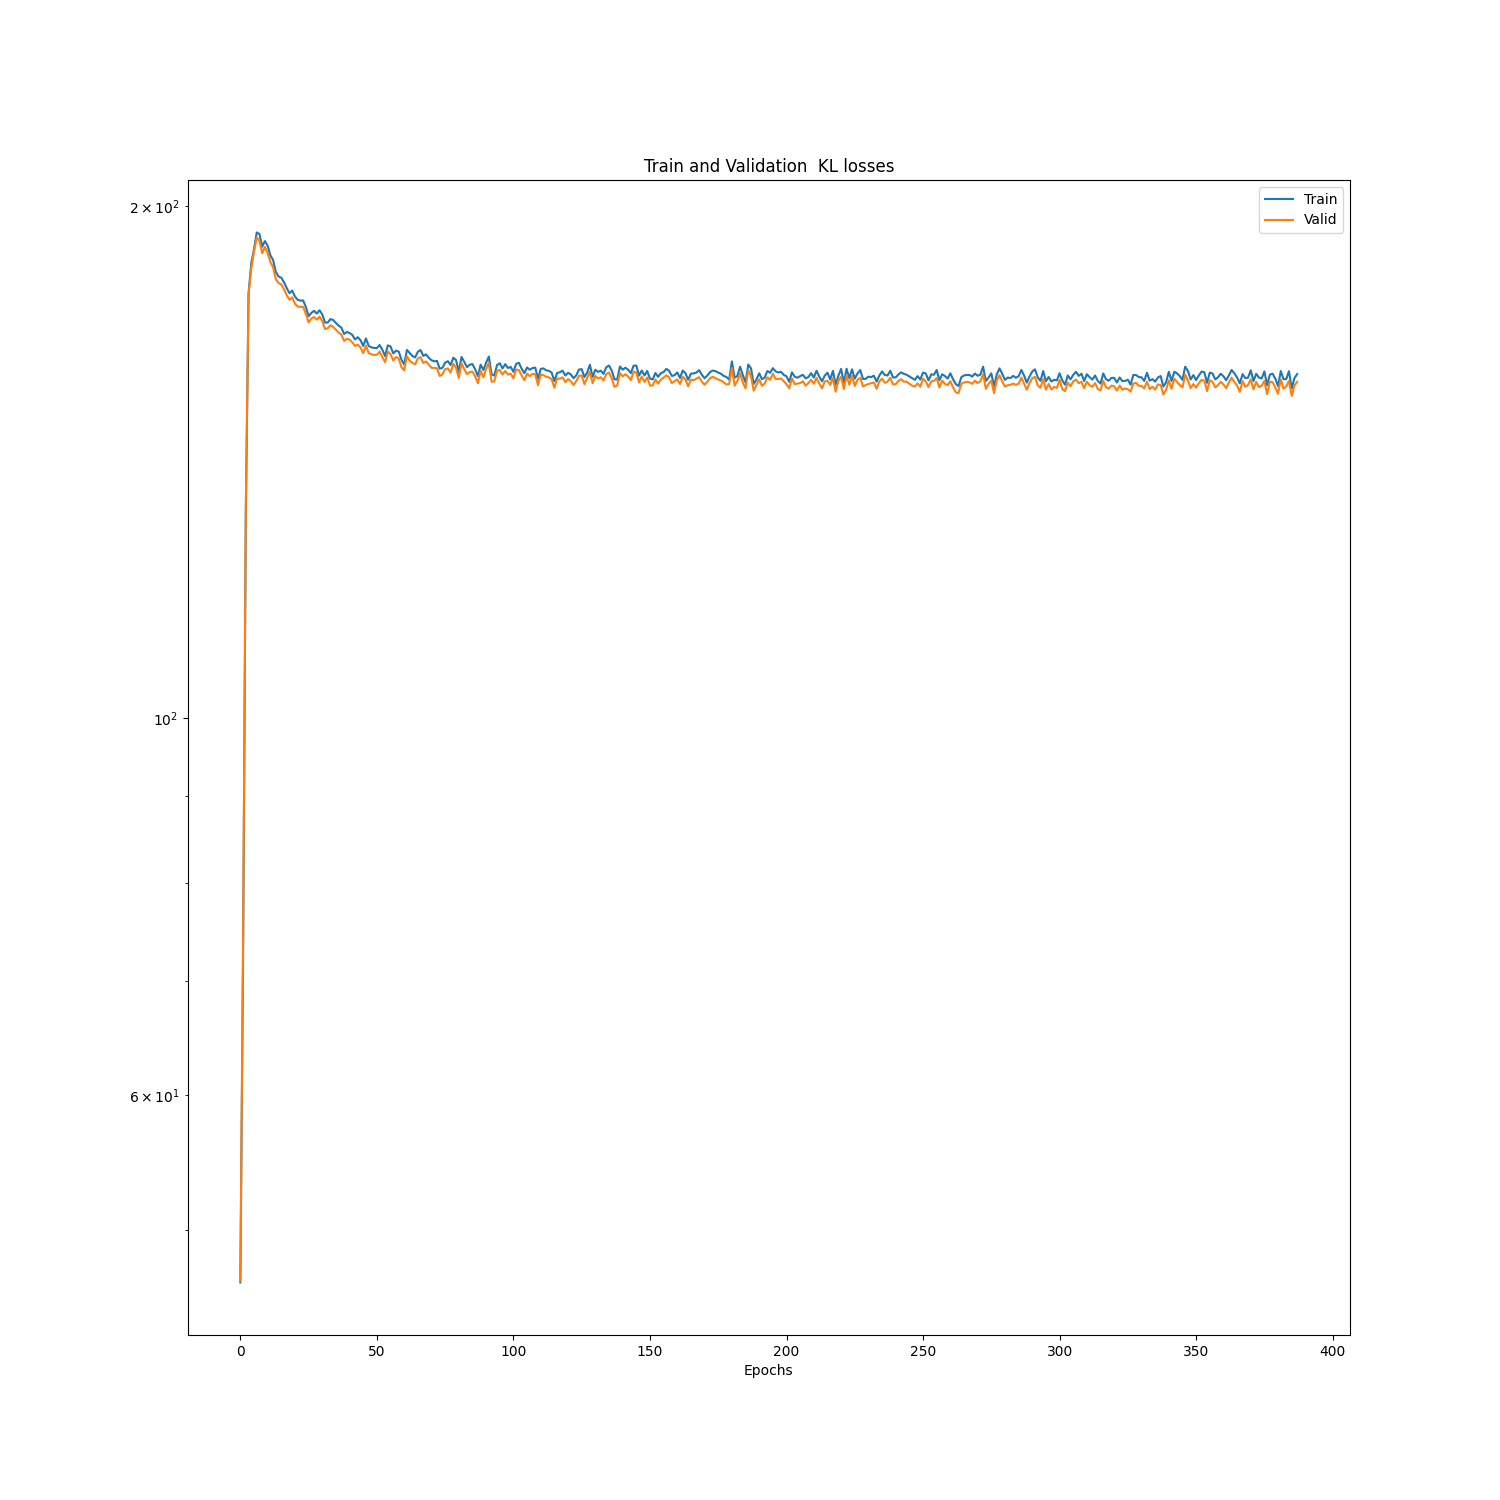 Train and Validation  KL losses
Train
Valid
2 × 10²
10²
6 × 10¹
0 50 100 150 200 250 300 350 400
Epochs